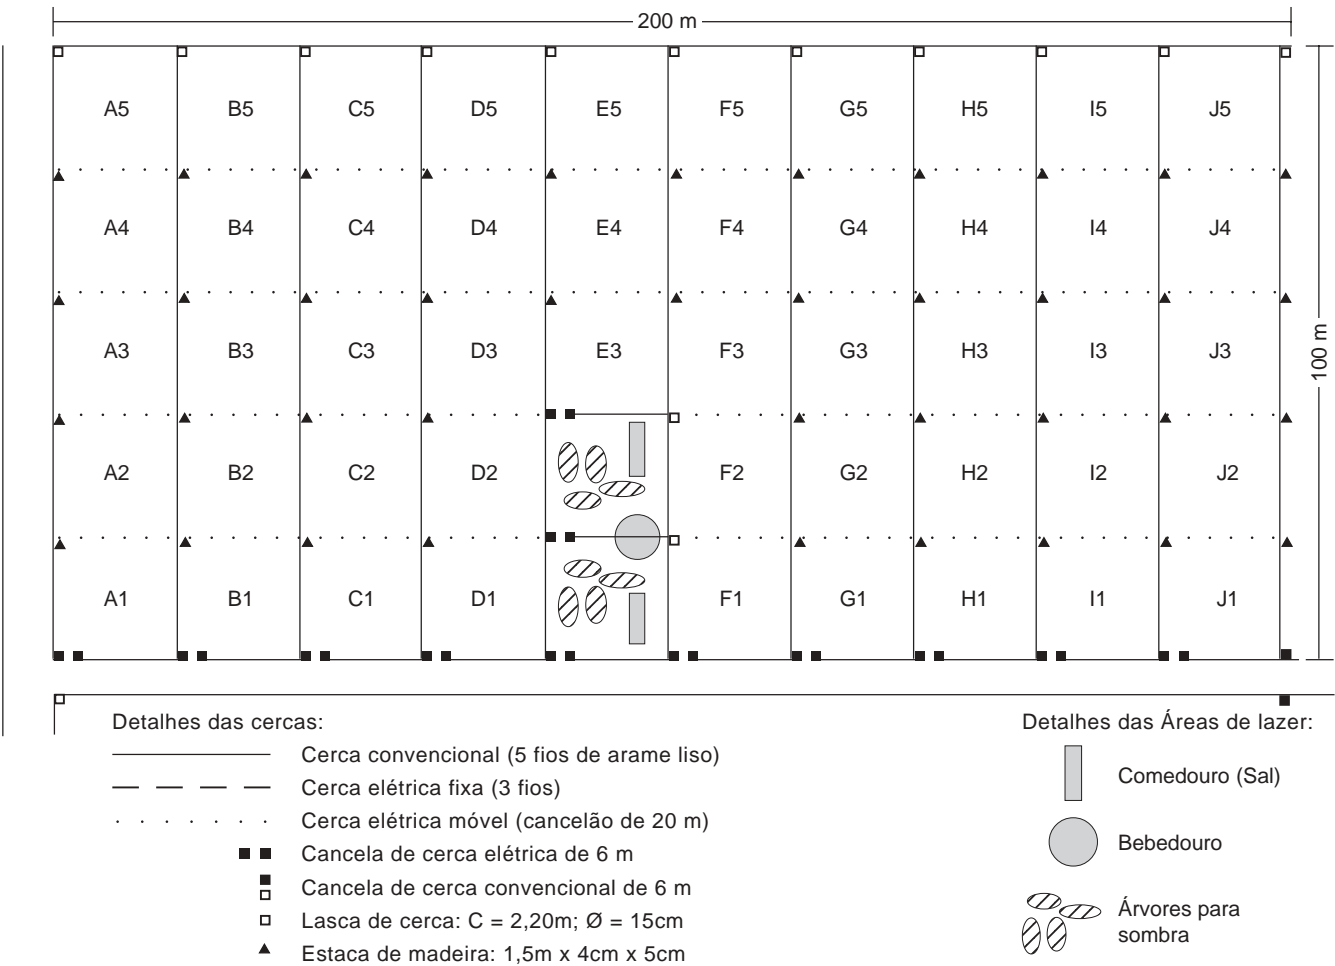 200 m
A5 B5 C5 D5 E5 F5 G5 H5 I5 J5
A4 B4 C4 D4 E4 F4 G4 H4 I4 J4
A3 B3 C3 D3 E3 F3 G3 H3 I3 J3
100 m
A2 B2 C2 D2 F2 G2 H2 I2 J2
A1 B1 C1 D1 F1 G1 H1 I1 J1
Detalhes das cercas:
Cerca convencional (5 fios de arame liso)
Cerca elétrica fixa (3 fios)
Cerca elétrica móvel (cancelão de 20 m)
Cancela de cerca elétrica de 6 m
Cancela de cerca convencional de 6 m
Lasca de cerca: C = 2,20m; Ø = 15cm
Estaca de madeira: 1,5m x 4cm x 5cm
Detalhes das Áreas de lazer:
Comedouro (Sal)
Bebedouro
Árvores para
sombra